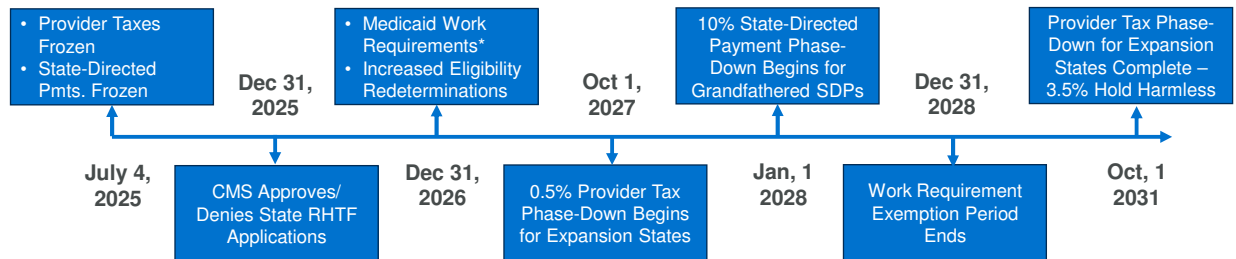 • Provider Taxes
Frozen
• State-Directed
Pmts. Frozen
Dec 31,
2025
• Medicaid Work
Requirements*
• Increased Eligibility
Redeterminations
Oct 1,
2027
10% State-Directed
Payment Phase-
Down Begins for
Grandfathered SDPs
Dec 31,
2028
Provider Tax Phase-
Down for Expansion
States Complete –
3.5% Hold Harmless
July 4,
2025
CMS Approves/
Denies State RHTF
Applications
Dec 31,
2026
0.5% Provider Tax
Phase-Down Begins
for Expansion States
Jan, 1
2028
Work Requirement
Exemption Period
Ends
Oct, 1
2031